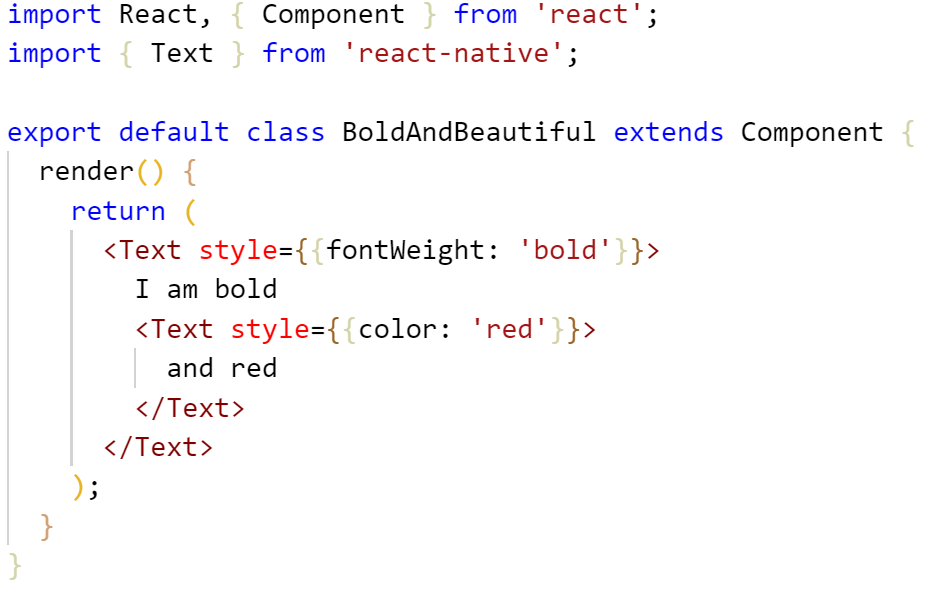 import React, { Component } from 'react';
import { Text } from 'react-native';

export default class BoldAndBeautiful extends Component {
  render() {
    return (
      <Text style={{fontWeight: 'bold'}}>
        I am bold
        <Text style={{color: 'red'}}>
          and red
        </Text>
      </Text>
    );
  }
}